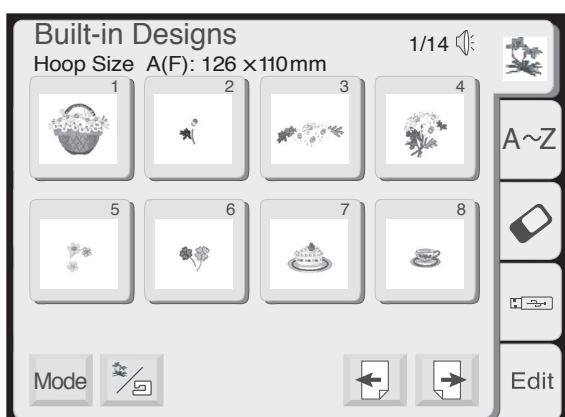 Built-in Designs
1/14
Hoop Size A(F): 126 ×110mm
1 2 3 4
A~Z
5 6 7 8
Mode
Edit